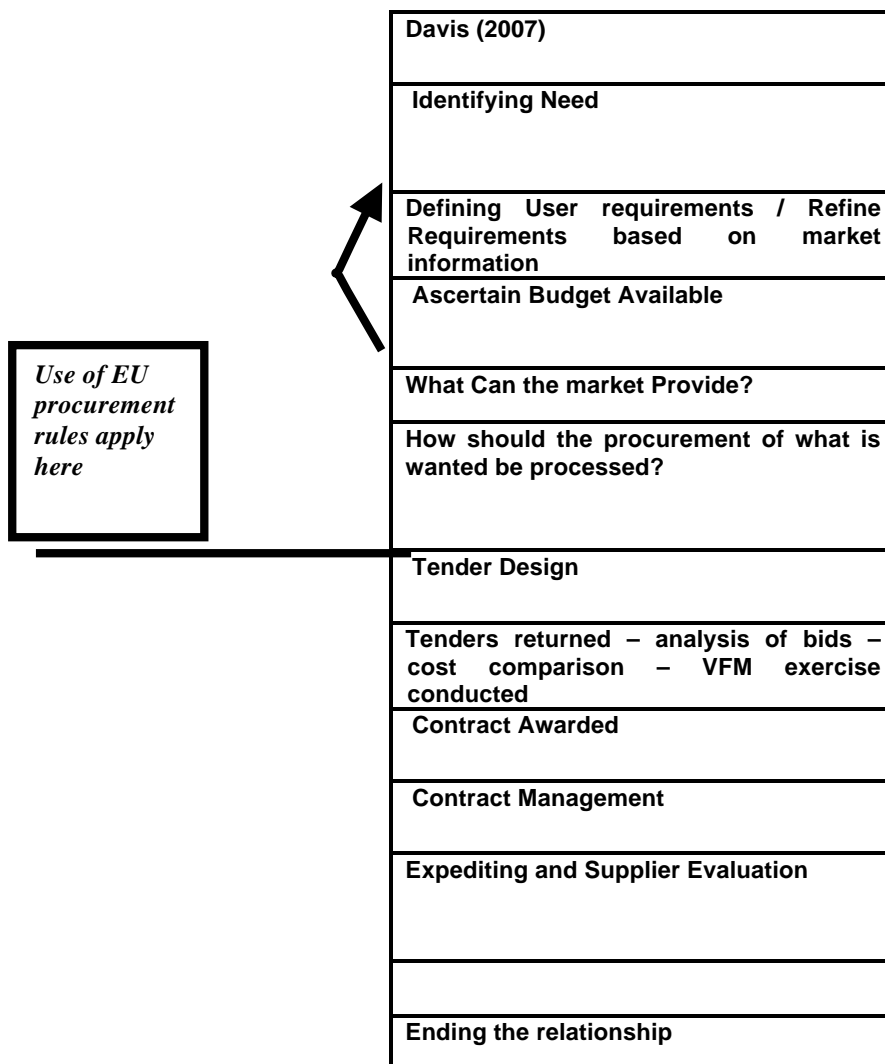 Davis (2007)
Identifying Need
Defining User requirements / Refine
Requirements based on market
information
Ascertain Budget Available
Use of EU
procurement
rules apply
here
What Can the market Provide?
How should the procurement of what is
wanted be processed?
Tender Design
Tenders returned – analysis of bids –
cost comparison – VFM exercise
conducted
Contract Awarded
Contract Management
Expediting and Supplier Evaluation
Ending the relationship